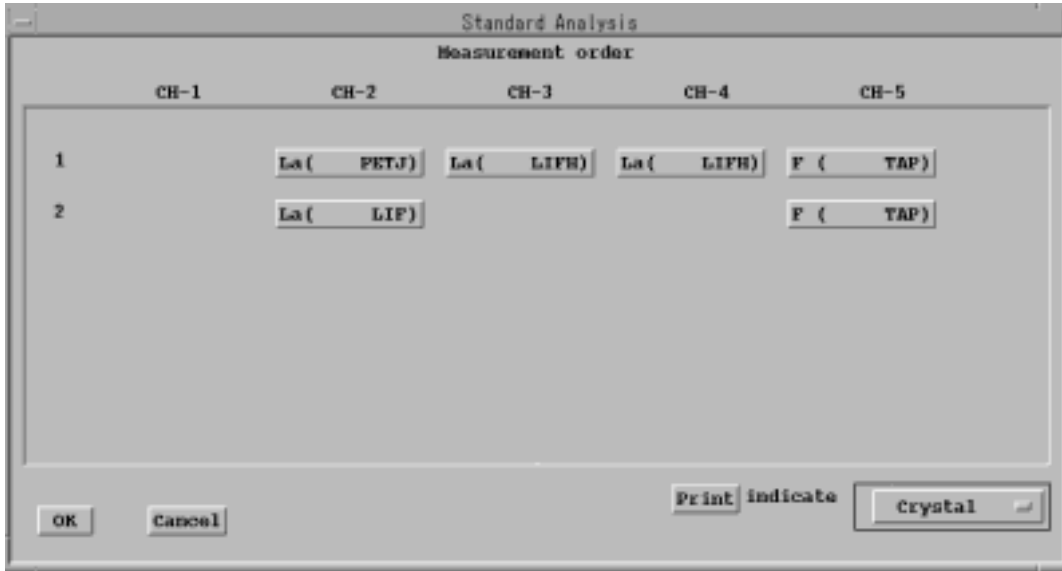 Standard Analysis
Measurement order
CH-1 CH-2 CH-3 CH-4 CH-5
1 La( PETJ) La( LIFH) La( LIFH) F ( TAP)
2 La( LIF) F ( TAP)
Print indicate Crystal
OK Cancel